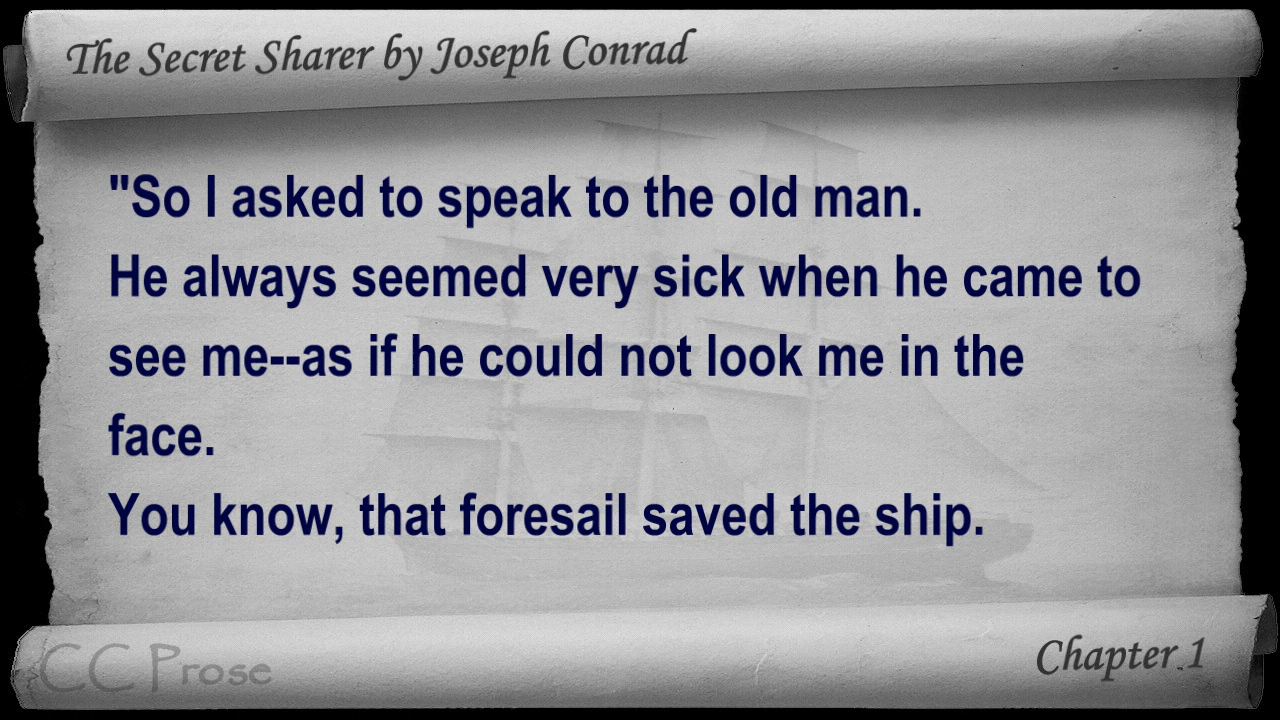 The Secret Sharer by Joseph Conrad
"So I asked to speak to the old man.
He always seemed very sick when he came to
see me--as if he could not look me in the
face.
You know, that foresail saved the ship.
CC Prose
Chapter 1